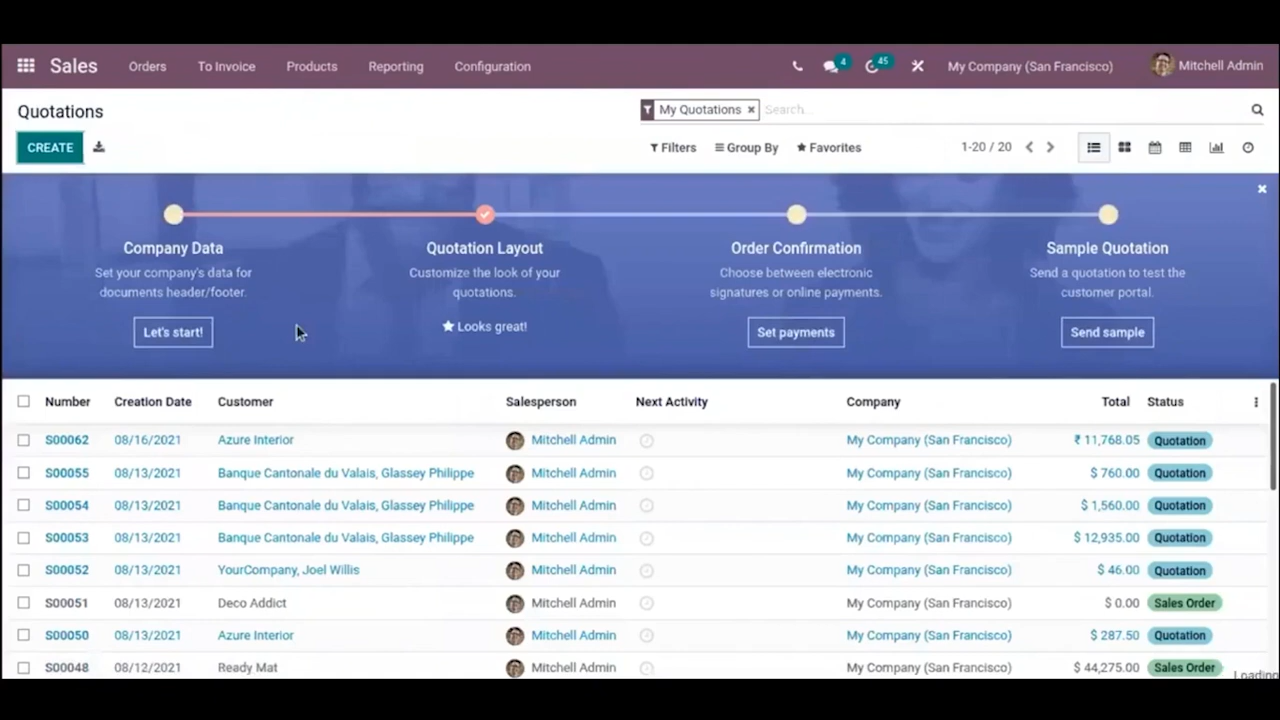 Sales Orders To Invoice Products Reporting Configuration 4 45 My Company (San Francisco) Mitchell Admin
Quotations
My Quotations × Search...
CREATE
Filters Group By Favorites 1-20 / 20
Company Data
Set your company's data for
documents header/footer.
Let's start!
Quotation Layout
Customize the look of your
quotations.
Looks great!
Order Confirmation
Choose between electronic
signatures or online payments.
Set payments
Sample Quotation
Send a quotation to test the
customer portal.
Send sample
Number Creation Date Customer Salesperson Next Activity Company Total Status
S00062 08/16/2021 Azure Interior Mitchell Admin My Company (San Francisco) ₹ 11,768.05 Quotation
S00055 08/13/2021 Banque Cantonale du Valais, Glassey Philippe Mitchell Admin My Company (San Francisco) $ 760.00 Quotation
S00054 08/13/2021 Banque Cantonale du Valais, Glassey Philippe Mitchell Admin My Company (San Francisco) $ 1,560.00 Quotation
S00053 08/13/2021 Banque Cantonale du Valais, Glassey Philippe Mitchell Admin My Company (San Francisco) $ 12,935.00 Quotation
S00052 08/13/2021 YourCompany, Joel Willis Mitchell Admin My Company (San Francisco) $ 46.00 Quotation
S00051 08/13/2021 Deco Addict Mitchell Admin My Company (San Francisco) $ 0.00 Sales Order
S00050 08/13/2021 Azure Interior Mitchell Admin My Company (San Francisco) $ 287.50 Quotation
S00048 08/12/2021 Ready Mat Mitchell Admin My Company (San Francisco) $ 44,275.00 Sales Order
Loading